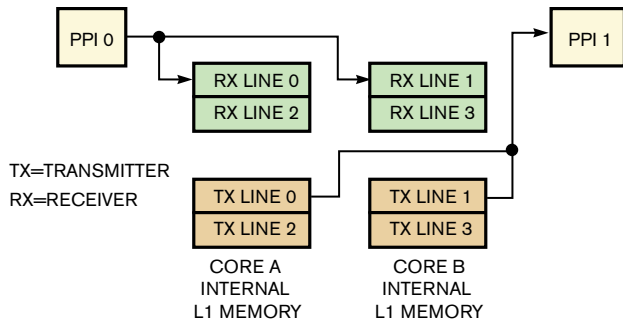 PPI 0
PPI 1
RX LINE 0
RX LINE 1
RX LINE 2
RX LINE 3
TX=TRANSMITTER
RX=RECEIVER
TX LINE 0
TX LINE 1
TX LINE 2
TX LINE 3
CORE A
INTERNAL
L1 MEMORY
CORE B
INTERNAL
L1 MEMORY